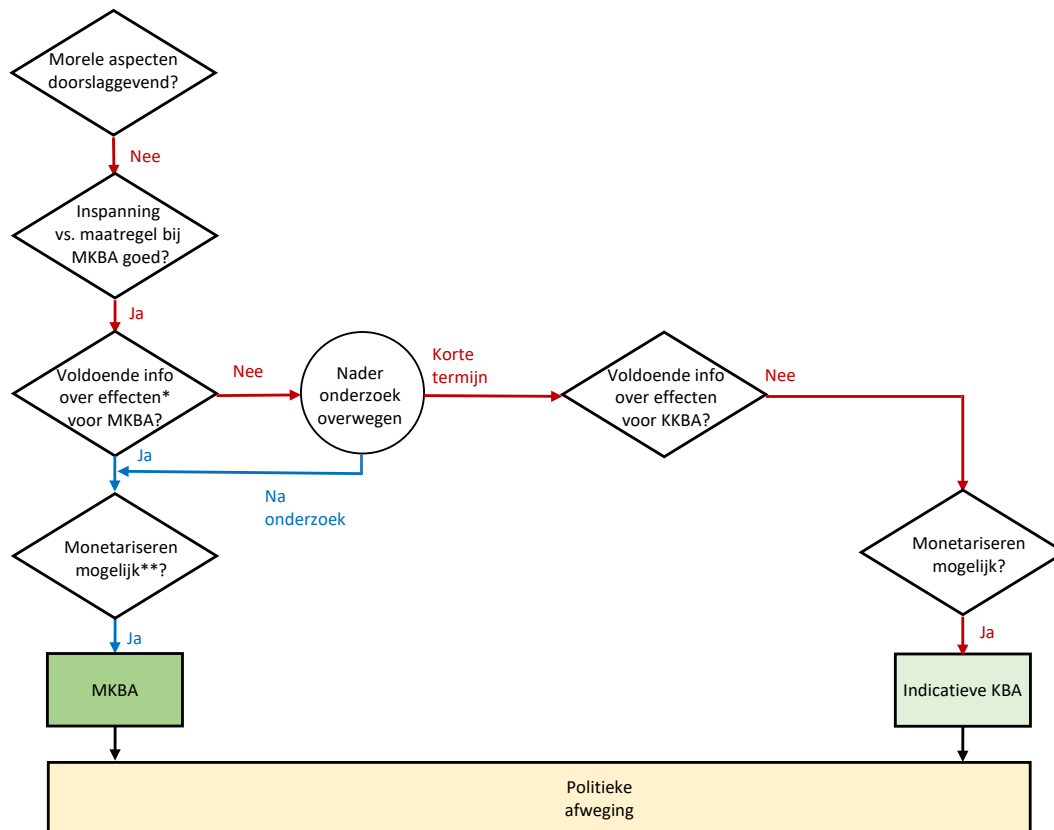 Morele aspecten
doorslaggevend?
Nee
Inspanning
vs. maatregel bij
MKBA goed?
Ja
Voldoende info
over effecten*
voor MKBA?
Nee
Nader
onderzoek
overwegen
Korte
termijn
Voldoende info
over effecten
voor KKBA?
Nee
Ja
Na
onderzoek
Monetariseren
mogelijk**?
Monetariseren
mogelijk?
Ja
Ja
MKBA
Indicatieve KBA
Politieke
afweging